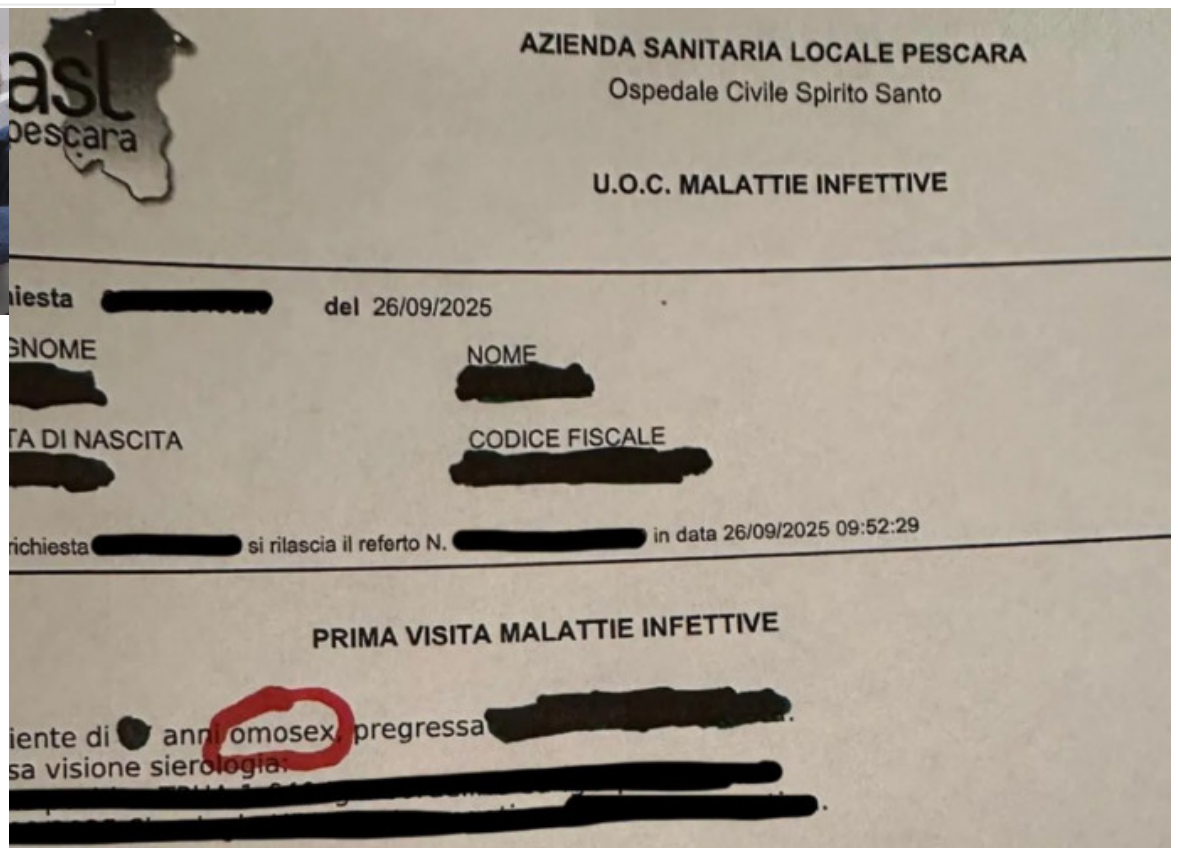 asl
pescara
AZIENDA SANITARIA LOCALE PESCARA
Ospedale Civile Spirito Santo
U.O.C. MALATTIE INFETTIVE
hiesta del 26/09/2025
GNOME
NOME
TA DI NASCITA
CODICE FISCALE
richiesta si rilascia il referto N. in data 26/09/2025 09:52:29
PRIMA VISITA MALATTIE INFETTIVE
iente di anni omosex, pregressa
sa visione sierologia: